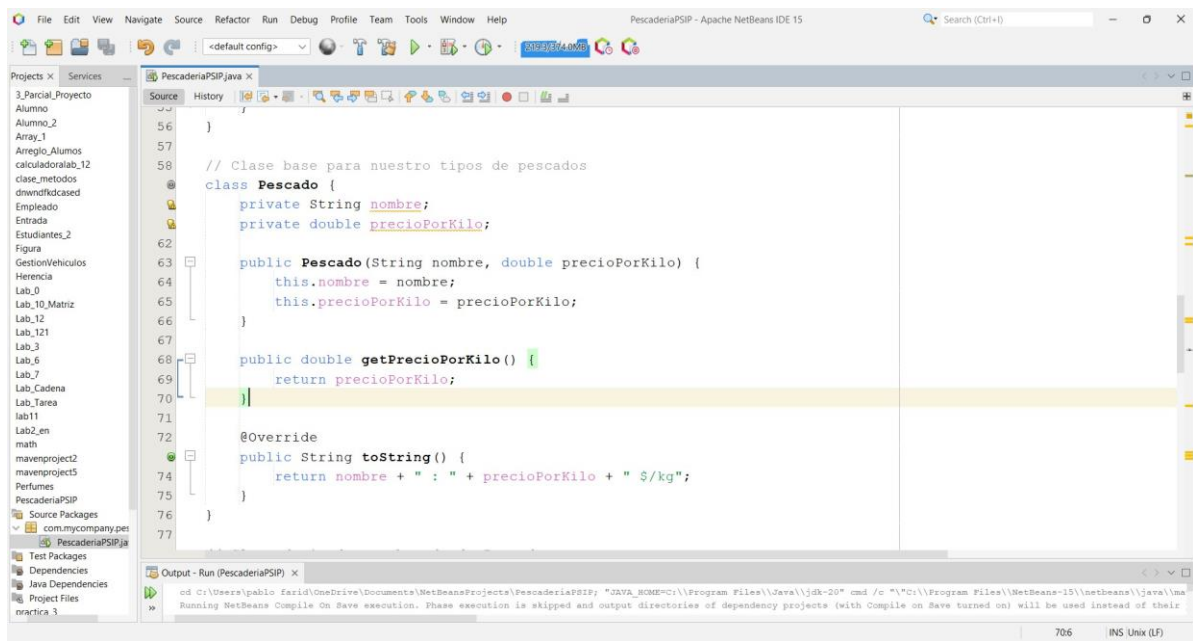 File Edit View Navigate Source Refactor Run Debug Profile Team Tools Window Help PescaderiaPSIP - Apache NetBeans IDE 15 Search (Ctrl+I)
<default config>
Projects Services
PescaderiaPSIP.java
Source History
3_Parcial_Proyecto
Alumno
Alumno_2
Array_1
Arreglo_Alumos
calculadoralab_12
clase_metodos
dnwndfkdcased
Empleado
Entrada
Estudiantes_2
Figura
GestionVehiculos
Herencia
Lab_0
Lab_10_Matriz
Lab_12
Lab_121
Lab_3
Lab_6
Lab_7
Lab_Cadena
Lab_Tarea
lab11
Lab2_en
math
mavenproject2
mavenproject5
Perfumes
PescaderiaPSIP
Source Packages
com.mycompany.pes
PescaderiaPSIP.ja
Test Packages
Dependencies
Java Dependencies
Project Files
practica_3
55 }
56 }
57
58 // Clase base para nuestro tipos de pescados
class Pescado {
private String nombre;
private double precioPorKilo;
62
63 public Pescado(String nombre, double precioPorKilo) {
64 this.nombre = nombre;
65 this.precioPorKilo = precioPorKilo;
66 }
67
68 public double getPrecioPorKilo() {
69 return precioPorKilo;
70 }
71
72 @Override
public String toString() {
74 return nombre + " : " + precioPorKilo + " $/kg";
75 }
76 }
77
Output - Run (PescaderiaPSIP)
cd C:\Users\pablo farid\OneDrive\Documents\NetBeansProjects\PescaderiaPSIP; "JAVA_HOME=C:\\Program Files\\Java\\jdk-20" cmd /c "\"C:\\Program Files\\NetBeans-15\\netbeans\\java\\ma
Running NetBeans Compile On Save execution. Phase execution is skipped and output directories of dependency projects (with Compile on Save turned on) will be used instead of their
70:6 INS Unix (LF)